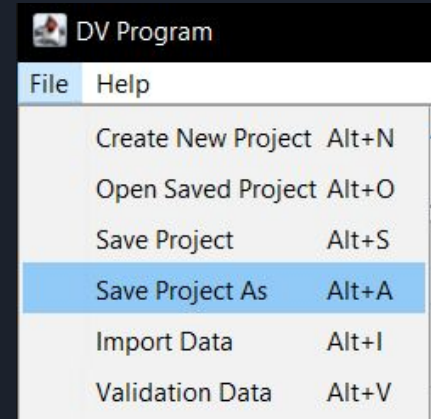 DV Program
File Help
Create New Project Alt+N
Open Saved Project Alt+O
Save Project Alt+S
Save Project As Alt+A
Import Data Alt+I
Validation Data Alt+V